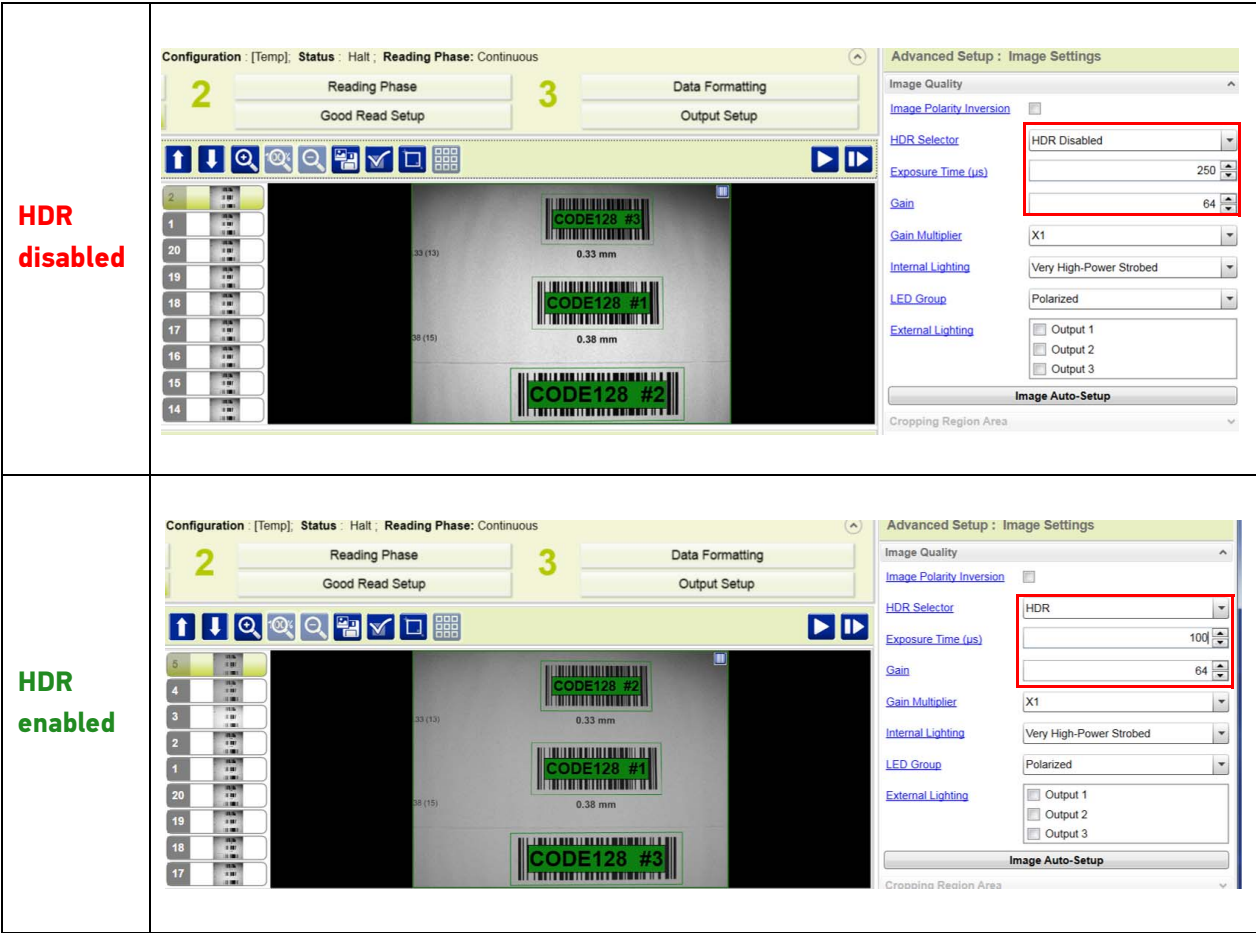 HDR
disabled
Configuration : [Temp]; Status : Halt ; Reading Phase: Continuous
2
Reading Phase
Good Read Setup
3
Data Formatting
Output Setup
2
1
20
19
18
17
16
15
14
CODE128 #3
.33 (13)
0.33 mm
CODE128 #1
38 (15)
0.38 mm
CODE128 #2
Advanced Setup : Image Settings
Image Quality
Image Polarity Inversion
HDR Selector HDR Disabled
Exposure Time (µs) 250
Gain 64
Gain Multiplier X1
Internal Lighting Very High-Power Strobed
LED Group Polarized
External Lighting Output 1
Output 2
Output 3
Image Auto-Setup
Cropping Region Area
HDR
enabled
Configuration : [Temp]; Status : Halt ; Reading Phase: Continuous
2
Reading Phase
Good Read Setup
3
Data Formatting
Output Setup
5
4
3
2
1
20
19
18
17
CODE128 #2
.33 (13)
0.33 mm
CODE128 #1
38 (15)
0.38 mm
CODE128 #3
Advanced Setup : Image Settings
Image Quality
Image Polarity Inversion
HDR Selector HDR
Exposure Time (µs) 100
Gain 64
Gain Multiplier X1
Internal Lighting Very High-Power Strobed
LED Group Polarized
External Lighting Output 1
Output 2
Output 3
Image Auto-Setup
Cropping Region Area